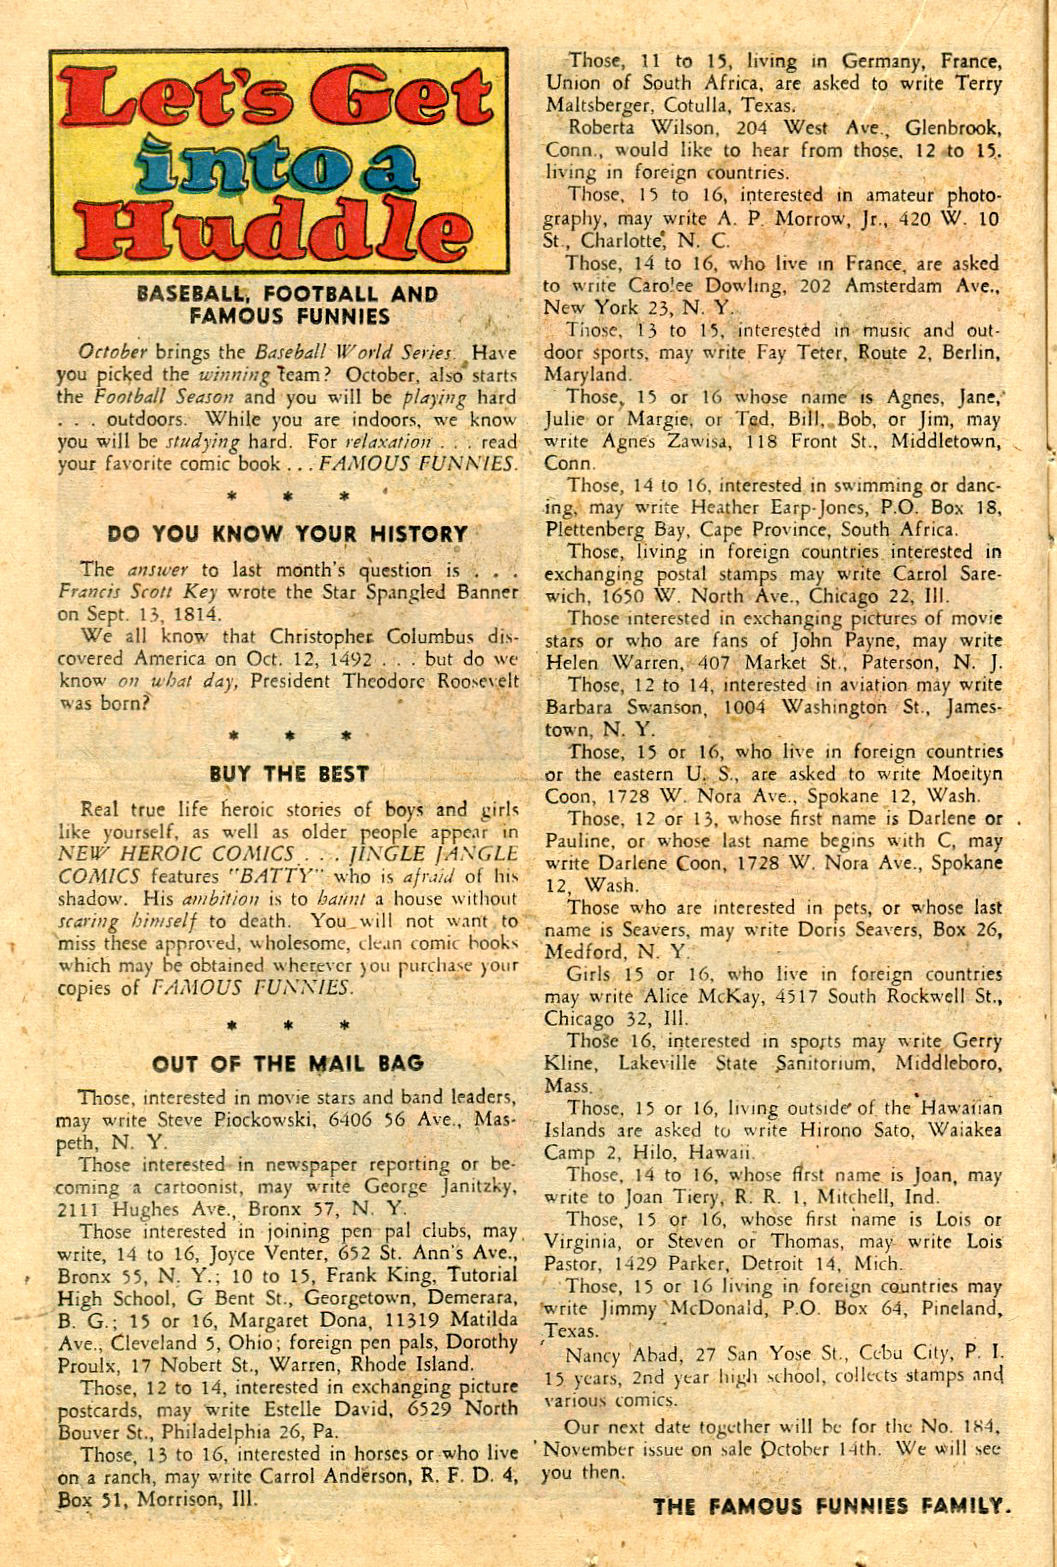 Let's Get
into a
Huddle
BASEBALL, FOOTBALL AND
FAMOUS FUNNIES
October brings the Baseball World Series. Have
you picked the winning team? October, also starts
the Football Season and you will be playing hard
. . . outdoors. While you are indoors, we know
you will be studying hard. For relaxation . . . read
your favorite comic book . . . FAMOUS FUNNIES.
* * *
DO YOU KNOW YOUR HISTORY
The answer to last month's question is . . .
Francis Scott Key wrote the Star Spangled Banner
on Sept. 13, 1814.
We all know that Christopher Columbus dis-
covered America on Oct. 12, 1492 . . . but do we
know on what day, President Theodore Roosevelt
was born?
* * *
BUY THE BEST
Real true life heroic stories of boys and girls
like yourself, as well as older people appear in
NEW HEROIC COMICS . . . JINGLE JANGLE
COMICS features "BATTY" who is afraid of his
shadow. His ambition is to haunt a house without
scaring himself to death. You will not want to
miss these approved, wholesome, clean comic books
which may be obtained wherever you purchase your
copies of FAMOUS FUNNIES.
* * *
OUT OF THE MAIL BAG
Those, interested in movie stars and band leaders,
may write Steve Piockowski, 6406 56 Ave., Mas-
peth, N. Y.
Those interested in newspaper reporting or be-
coming a cartoonist, may write George Janitzky,
2111 Hughes Ave., Bronx 57, N. Y.
Those interested in joining pen pal clubs, may
write, 14 to 16, Joyce Venter, 652 St. Ann's Ave.,
Bronx 55, N. Y.; 10 to 15, Frank King, Tutorial
High School, G Bent St., Georgetown, Demerara,
B. G.; 15 or 16, Margaret Dona, 11319 Matilda
Ave., Cleveland 5, Ohio; foreign pen pals, Dorothy
Proulx, 17 Nobert St., Warren, Rhode Island.
Those, 12 to 14, interested in exchanging picture
postcards, may write Estelle David, 6529 North
Bouver St., Philadelphia 26, Pa.
Those, 13 to 16, interested in horses or who live
on a ranch, may write Carrol Anderson, R. F. D. 4,
Box 51, Morrison, Ill.
Those, 11 to 15, living in Germany, France,
Union of South Africa, are asked to write Terry
Maltsberger, Cotulla, Texas.
Roberta Wilson, 204 West Ave., Glenbrook,
Conn., would like to hear from those, 12 to 15,
living in foreign countries.
Those, 15 to 16, interested in amateur photo-
graphy, may write A. P. Morrow, Jr., 420 W. 10
St., Charlotte, N. C.
Those, 14 to 16, who live in France, are asked
to write Carolee Dowling, 202 Amsterdam Ave.,
New York 23, N. Y.
Those, 13 to 15, interested in music and out-
door sports, may write Fay Teter, Route 2, Berlin,
Maryland.
Those, 15 or 16 whose name is Agnes, Jane,
Julie or Margie, or Ted, Bill, Bob, or Jim, may
write Agnes Zawisa, 118 Front St., Middletown,
Conn.
Those, 14 to 16, interested in swimming or danc-
ing, may write Heather Earp-Jones, P.O. Box 18,
Plettenberg Bay, Cape Province, South Africa.
Those, living in foreign countries interested in
exchanging postal stamps may write Carrol Sare-
wich, 1650 W. North Ave., Chicago 22, Ill.
Those interested in exchanging pictures of movie
stars or who are fans of John Payne, may write
Helen Warren, 407 Market St., Paterson, N. J.
Those, 12 to 14, interested in aviation may write
Barbara Swanson, 1004 Washington St., James-
town, N. Y.
Those, 15 or 16, who live in foreign countries
or the eastern U. S., are asked to write Moeityn
Coon, 1728 W. Nora Ave., Spokane 12, Wash.
Those, 12 or 13, whose first name is Darlene or
Pauline, or whose last name begins with C, may
write Darlene Coon, 1728 W. Nora Ave., Spokane
12, Wash.
Those who are interested in pets, or whose last
name is Seavers, may write Doris Seavers, Box 26,
Medford, N. Y.
Girls 15 or 16, who live in foreign countries
may write Alice McKay, 4517 South Rockwell St.,
Chicago 32, Ill.
Those 16, interested in sports may write Gerry
Kline, Lakeville State Sanitorium, Middleboro,
Mass.
Those, 15 or 16, living outside of the Hawaiian
Islands are asked to write Hirono Sato, Waiakea
Camp 2, Hilo, Hawaii.
Those, 14 to 16, whose first name is Joan, may
write to Joan Tiery, R. R. 1, Mitchell, Ind.
Those, 15 or 16, whose first name is Lois or
Virginia, or Steven or Thomas, may write Lois
Pastor, 1429 Parker, Detroit 14, Mich.
Those, 15 or 16 living in foreign countries may
write Jimmy McDonald, P.O. Box 64, Pineland,
Texas.
Nancy Abad, 27 San Yose St., Cebu City, P. I.
15 years, 2nd year high school, collects stamps and
various comics.
Our next date together will be for the No. 184,
November issue on sale October 14th. We will see
you then.
THE FAMOUS FUNNIES FAMILY.